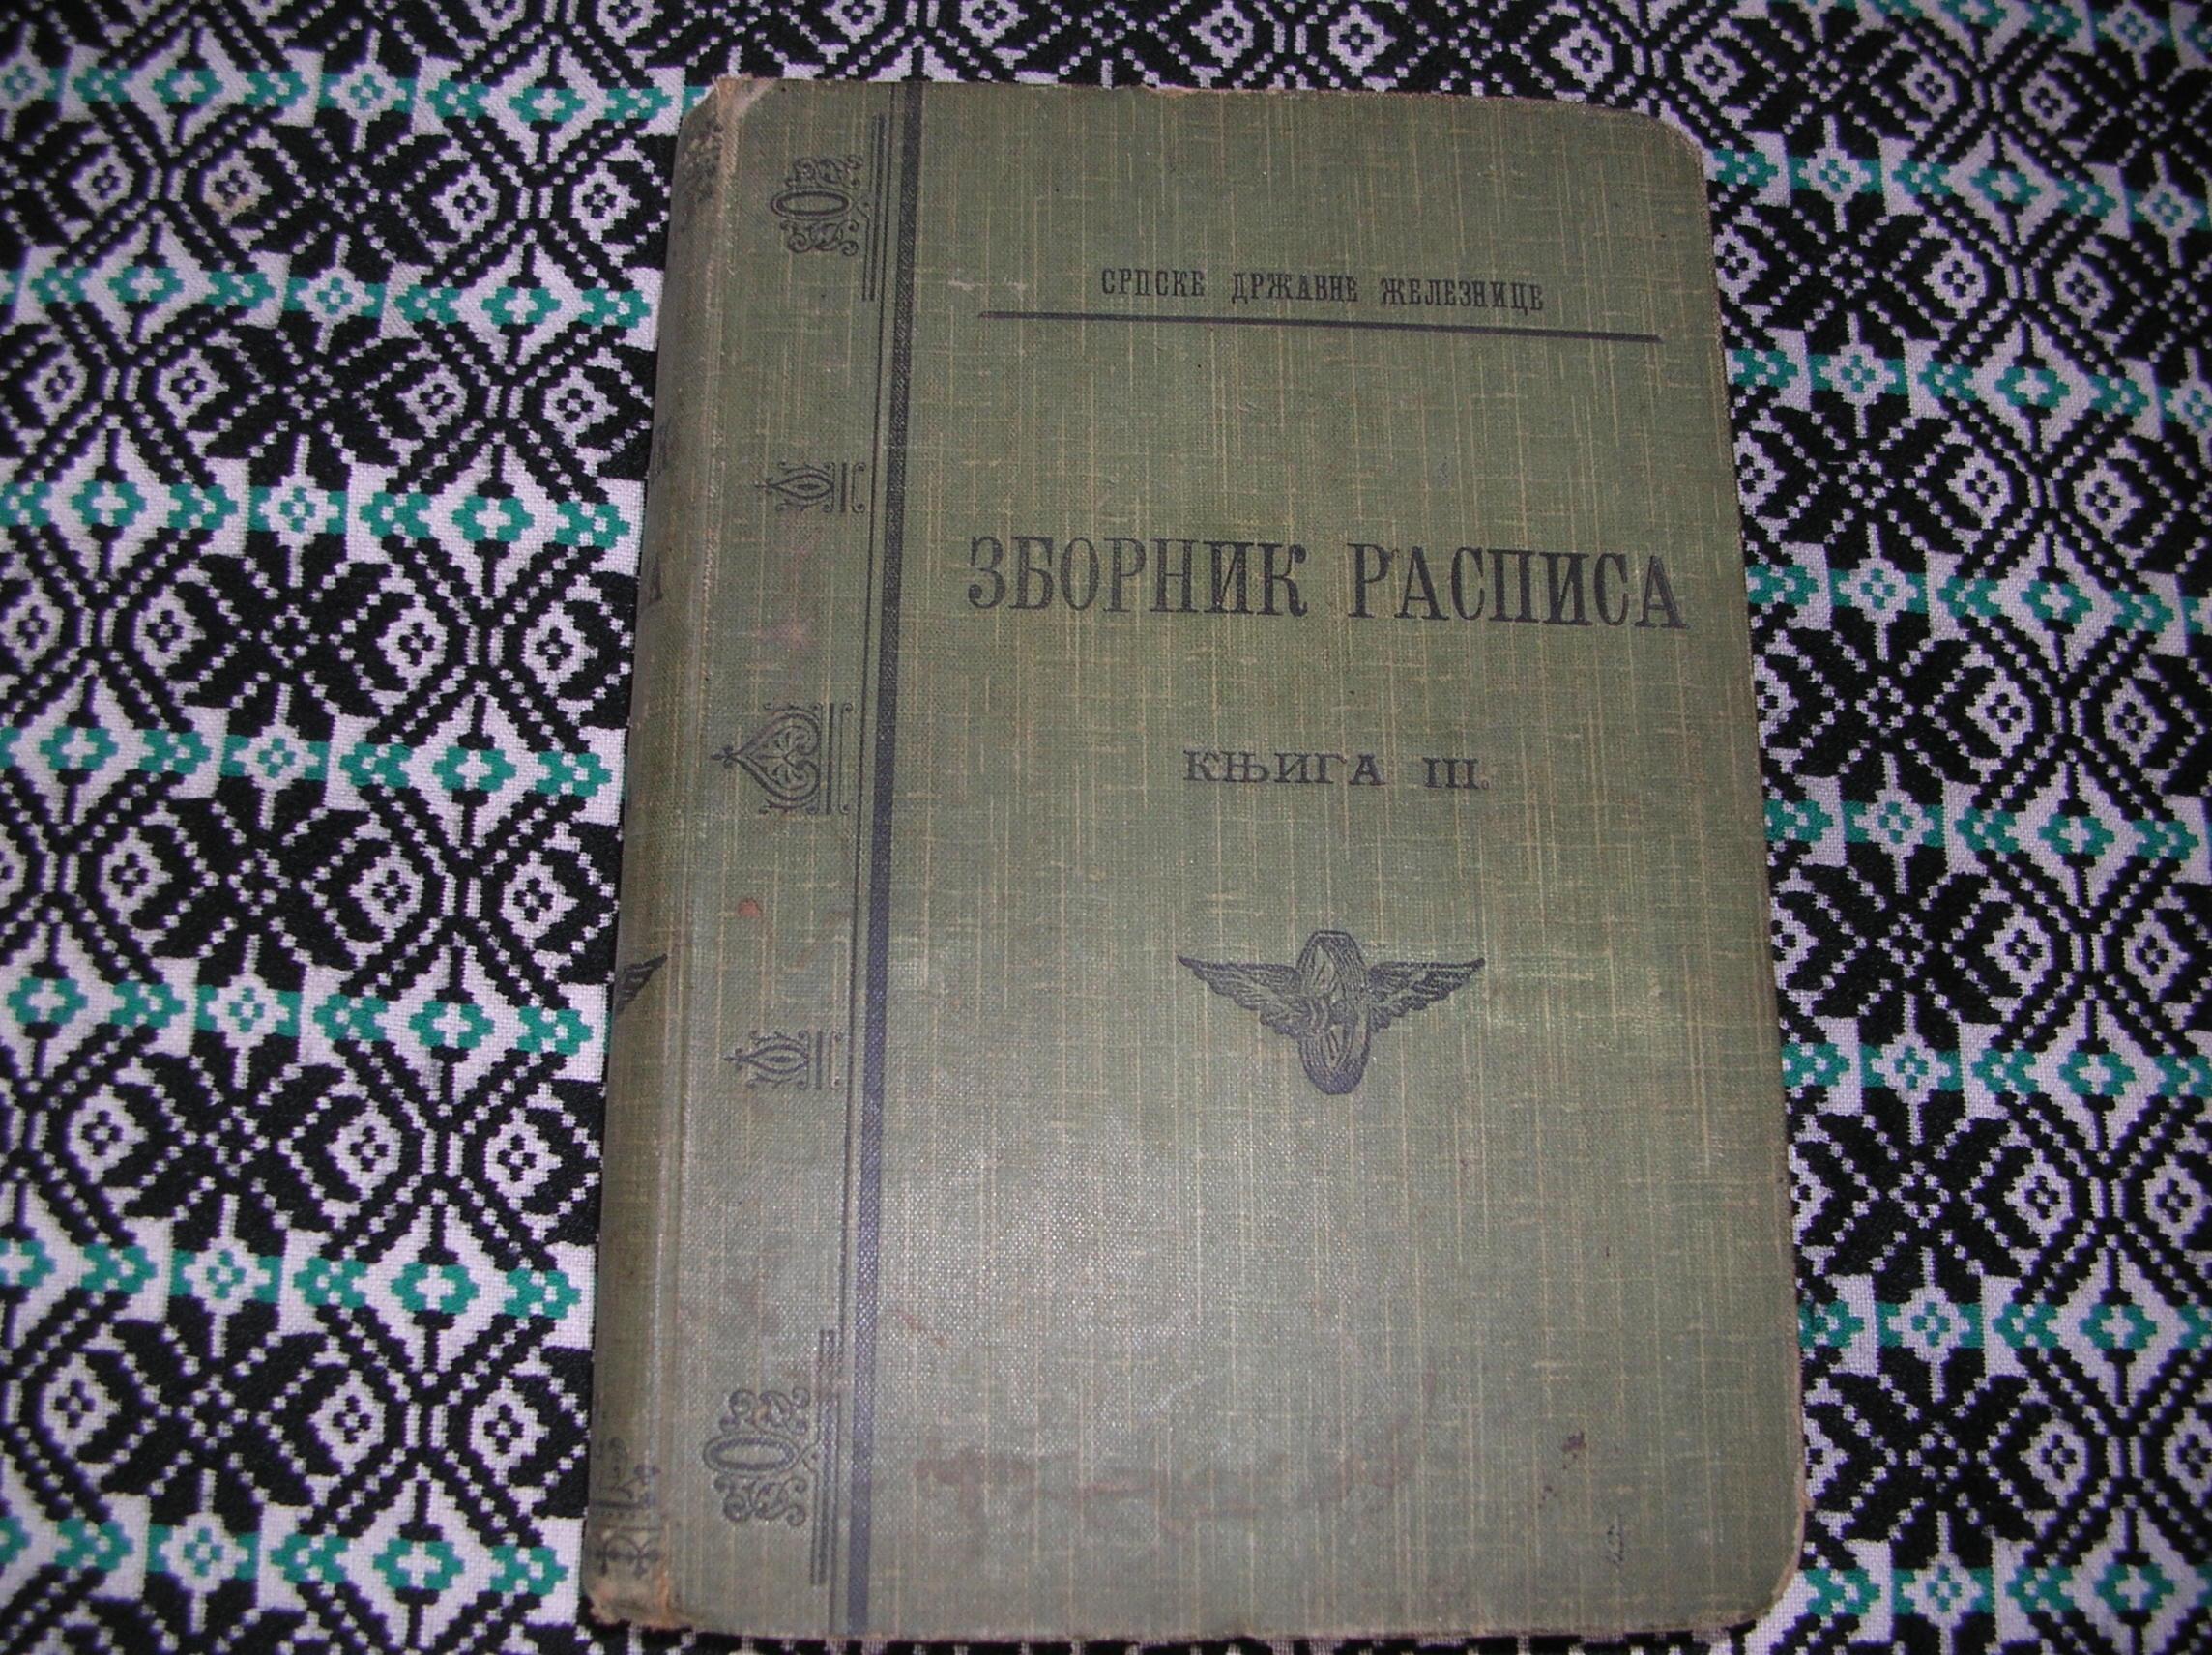 СРПСКЕ ДРЖАВНЕ ЖЕЛЕЗНИЦЕ
ЗБОРНИК РАСПИСА
КЊИГА III.